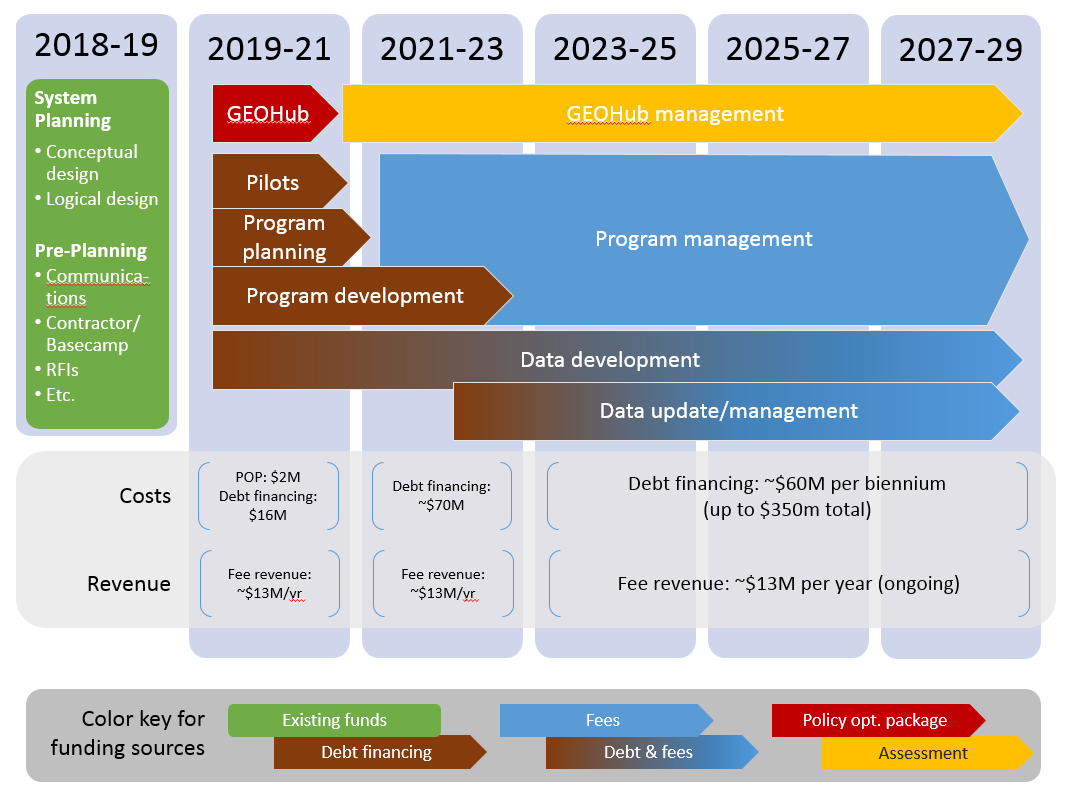 2018-19
2019-21
2021-23
2023-25
2025-27
2027-29
System
Planning
• Conceptual
design
• Logical design
Pre-Planning
• Communica-
tions
• Contractor/
Basecamp
• RFIs
• Etc.
GEOHub
GEOHub management
Pilots
Program
planning
Program management
Program development
Data development
Data update/management
Costs
POP: $2M
Debt financing:
$16M
Debt financing:
~$70M
Debt financing: ~$60M per biennium
(up to $350m total)
Revenue
Fee revenue:
~$13M/yr
Fee revenue:
~$13M/yr
Fee revenue: ~$13M per year (ongoing)
Color key for
funding sources
Existing funds
Fees
Policy opt. package
Debt financing
Debt & fees
Assessment